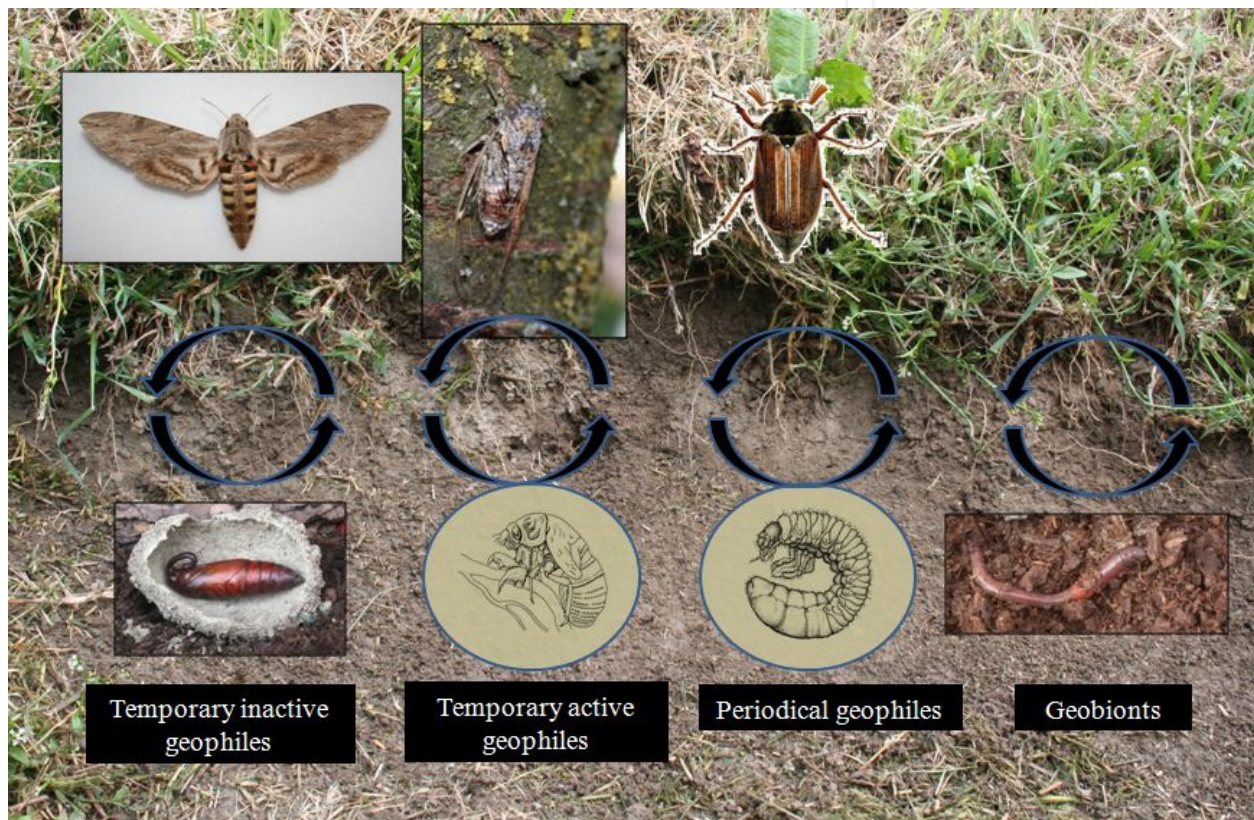 Temporary inactive
geophiles
Temporary active
geophiles
Periodical geophiles
Geobionts